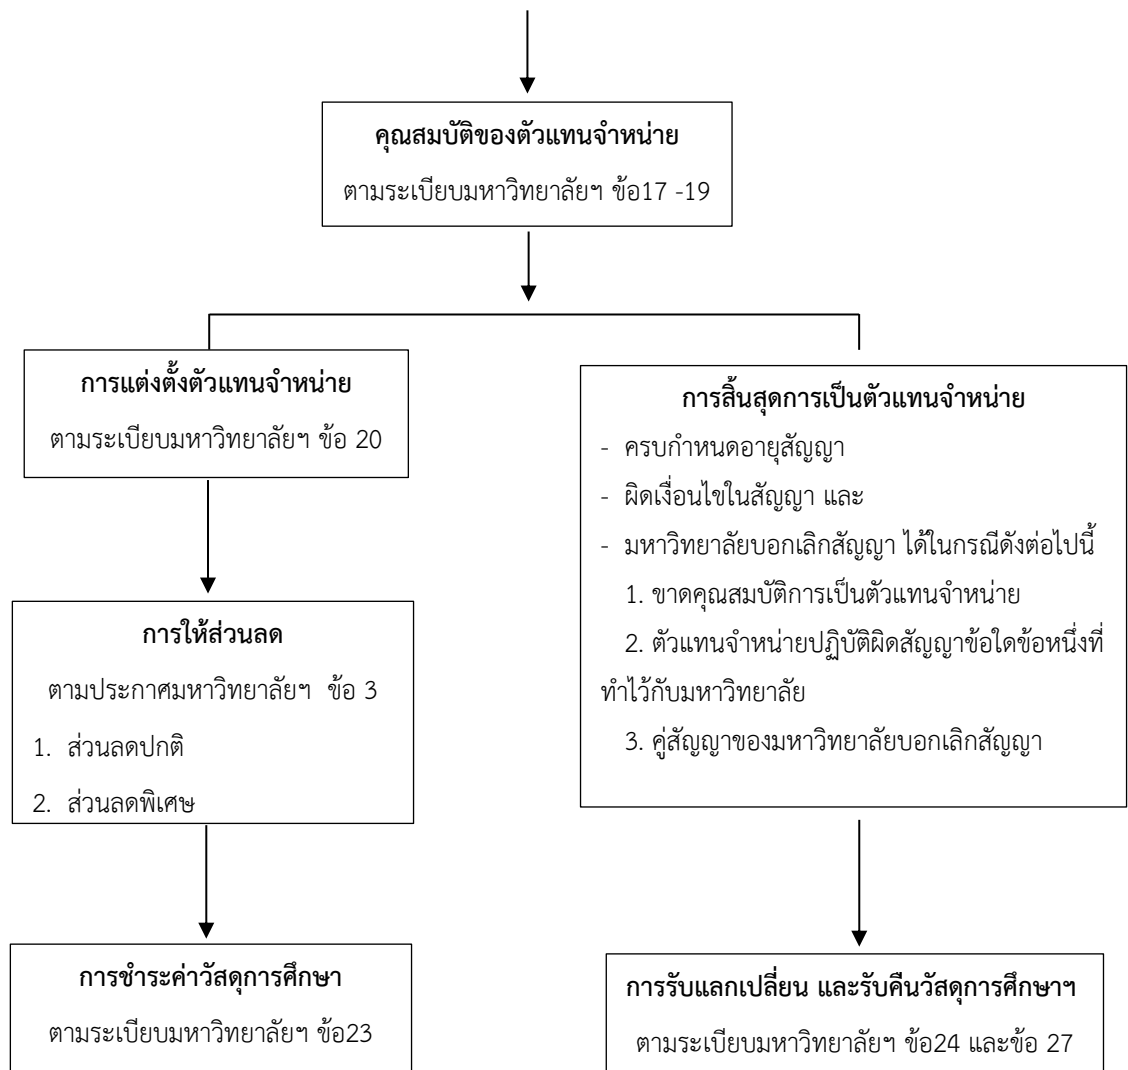 คุณสมบัติของตัวแทนจำหน่าย
ตามระเบียบมหาวิทยาลัยฯ ข้อ17 -19
การแต่งตั้งตัวแทนจำหน่าย
ตามระเบียบมหาวิทยาลัยฯ ข้อ 20
การให้ส่วนลด
ตามประกาศมหาวิทยาลัยฯ ข้อ 3
1. ส่วนลดปกติ
2. ส่วนลดพิเศษ
การชำระค่าวัสดุการศึกษา
ตามระเบียบมหาวิทยาลัยฯ ข้อ23
การสิ้นสุดการเป็นตัวแทนจำหน่าย
- ครบกำหนดอายุสัญญา
- ผิดเงื่อนไขในสัญญา และ
- มหาวิทยาลัยบอกเลิกสัญญา ได้ในกรณีดังต่อไปนี้
1. ขาดคุณสมบัติการเป็นตัวแทนจำหน่าย
2. ตัวแทนจำหน่ายปฏิบัติผิดสัญญาข้อใดข้อหนึ่งที่
ทำไว้กับมหาวิทยาลัย
3. คู่สัญญาของมหาวิทยาลัยบอกเลิกสัญญา
การรับแลกเปลี่ยน และรับคืนวัสดุการศึกษาฯ
ตามระเบียบมหาวิทยาลัยฯ ข้อ24 และข้อ 27